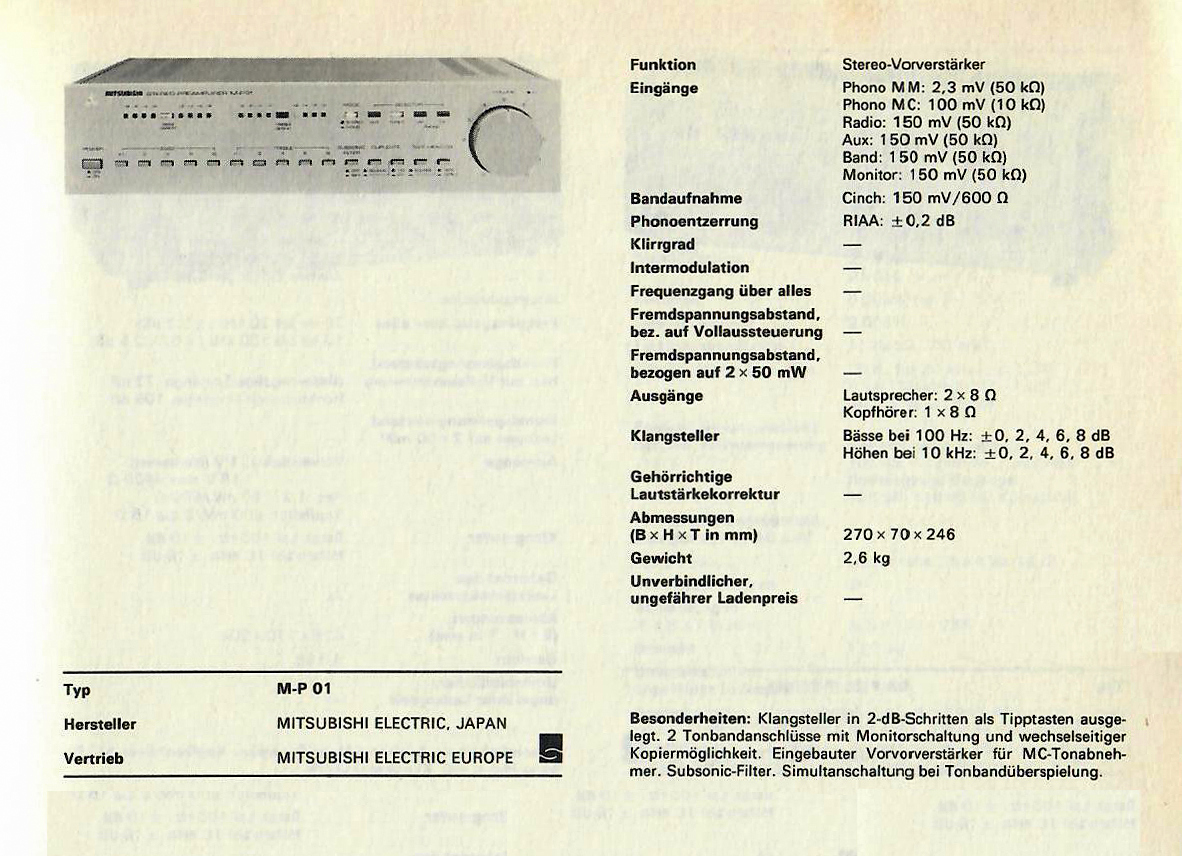 MITSUBISHI STEREO PREAMPLIFIER M-P01
Typ M-P 01
Hersteller MITSUBISHI ELECTRIC, JAPAN
Vertrieb MITSUBISHI ELECTRIC EUROPE
Funktion Stereo-Vorverstärker
Eingänge Phono MM: 2,3 mV (50 kΩ)
Phono MC: 100 mV (10 kΩ)
Radio: 150 mV (50 kΩ)
Aux: 150 mV (50 kΩ)
Band: 150 mV (50 kΩ)
Monitor: 150 mV (50 kΩ)
Bandaufnahme Cinch: 150 mV/600 Ω
Phonoentzerrung RIAA: ±0,2 dB
Klirrgrad —
Intermodulation —
Frequenzgang über alles —
Fremdspannungsabstand,
bez. auf Vollaussteuerung —
Fremdspannungsabstand,
bezogen auf 2 × 50 mW —
Ausgänge Lautsprecher: 2 × 8 Ω
Kopfhörer: 1 × 8 Ω
Klangsteller Bässe bei 100 Hz: ±0, 2, 4, 6, 8 dB
Höhen bei 10 kHz: ±0, 2, 4, 6, 8 dB
Gehörrichtige
Lautstärkekorrektur —
Abmessungen
(B × H × T in mm) 270 × 70 × 246
Gewicht 2,6 kg
Unverbindlicher,
ungefährer Ladenpreis —
Besonderheiten: Klangsteller in 2-dB-Schritten als Tipptasten ausge-
legt. 2 Tonbandanschlüsse mit Monitorschaltung und wechselseitiger
Kopiermöglichkeit. Eingebauter Vorvorverstärker für MC-Tonabneh-
mer. Subsonic-Filter. Simultanschaltung bei Tonbandüberspielung.